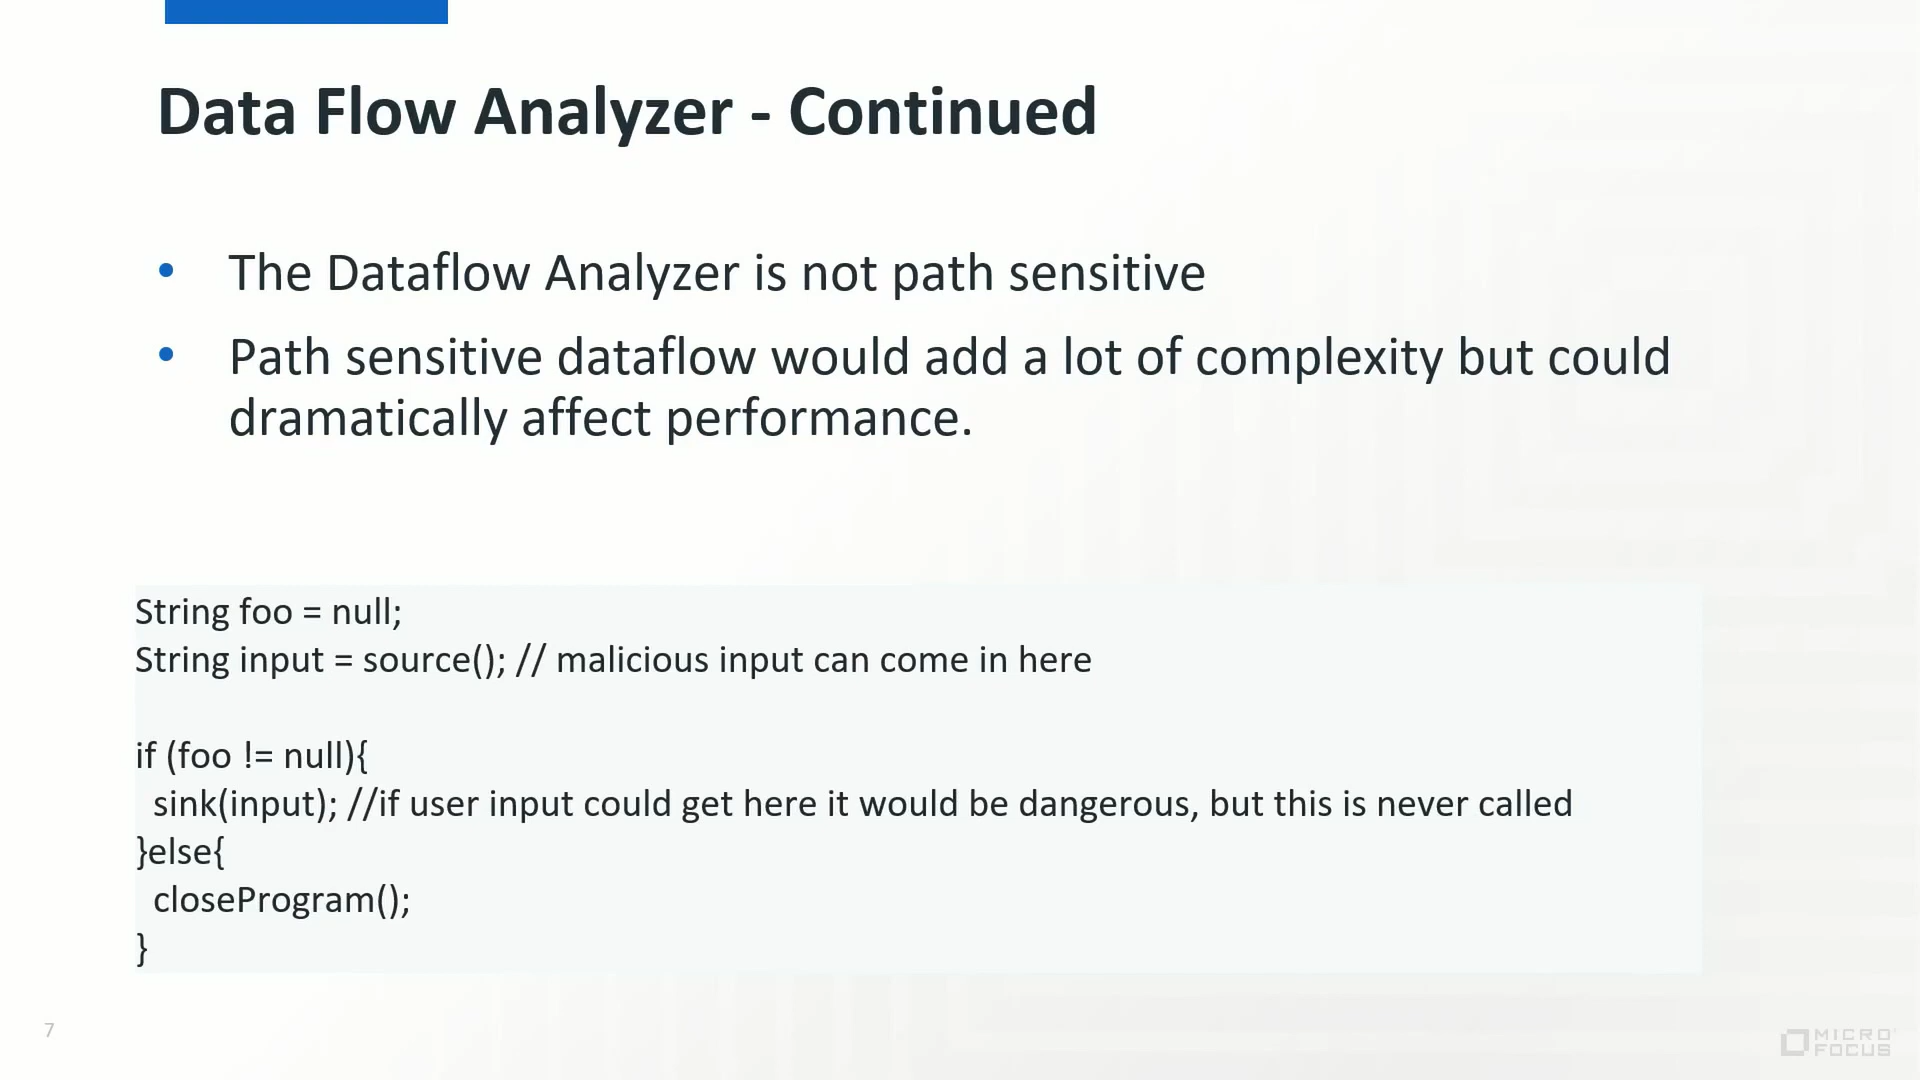 Data Flow Analyzer - Continued
• The Dataflow Analyzer is not path sensitive
• Path sensitive dataflow would add a lot of complexity but could
dramatically affect performance.
String foo = null;
String input = source(); // malicious input can come in here
if (foo != null){
sink(input); //if user input could get here it would be dangerous, but this is never called
}else{
closeProgram();
}
7
MICRO
FOCUS